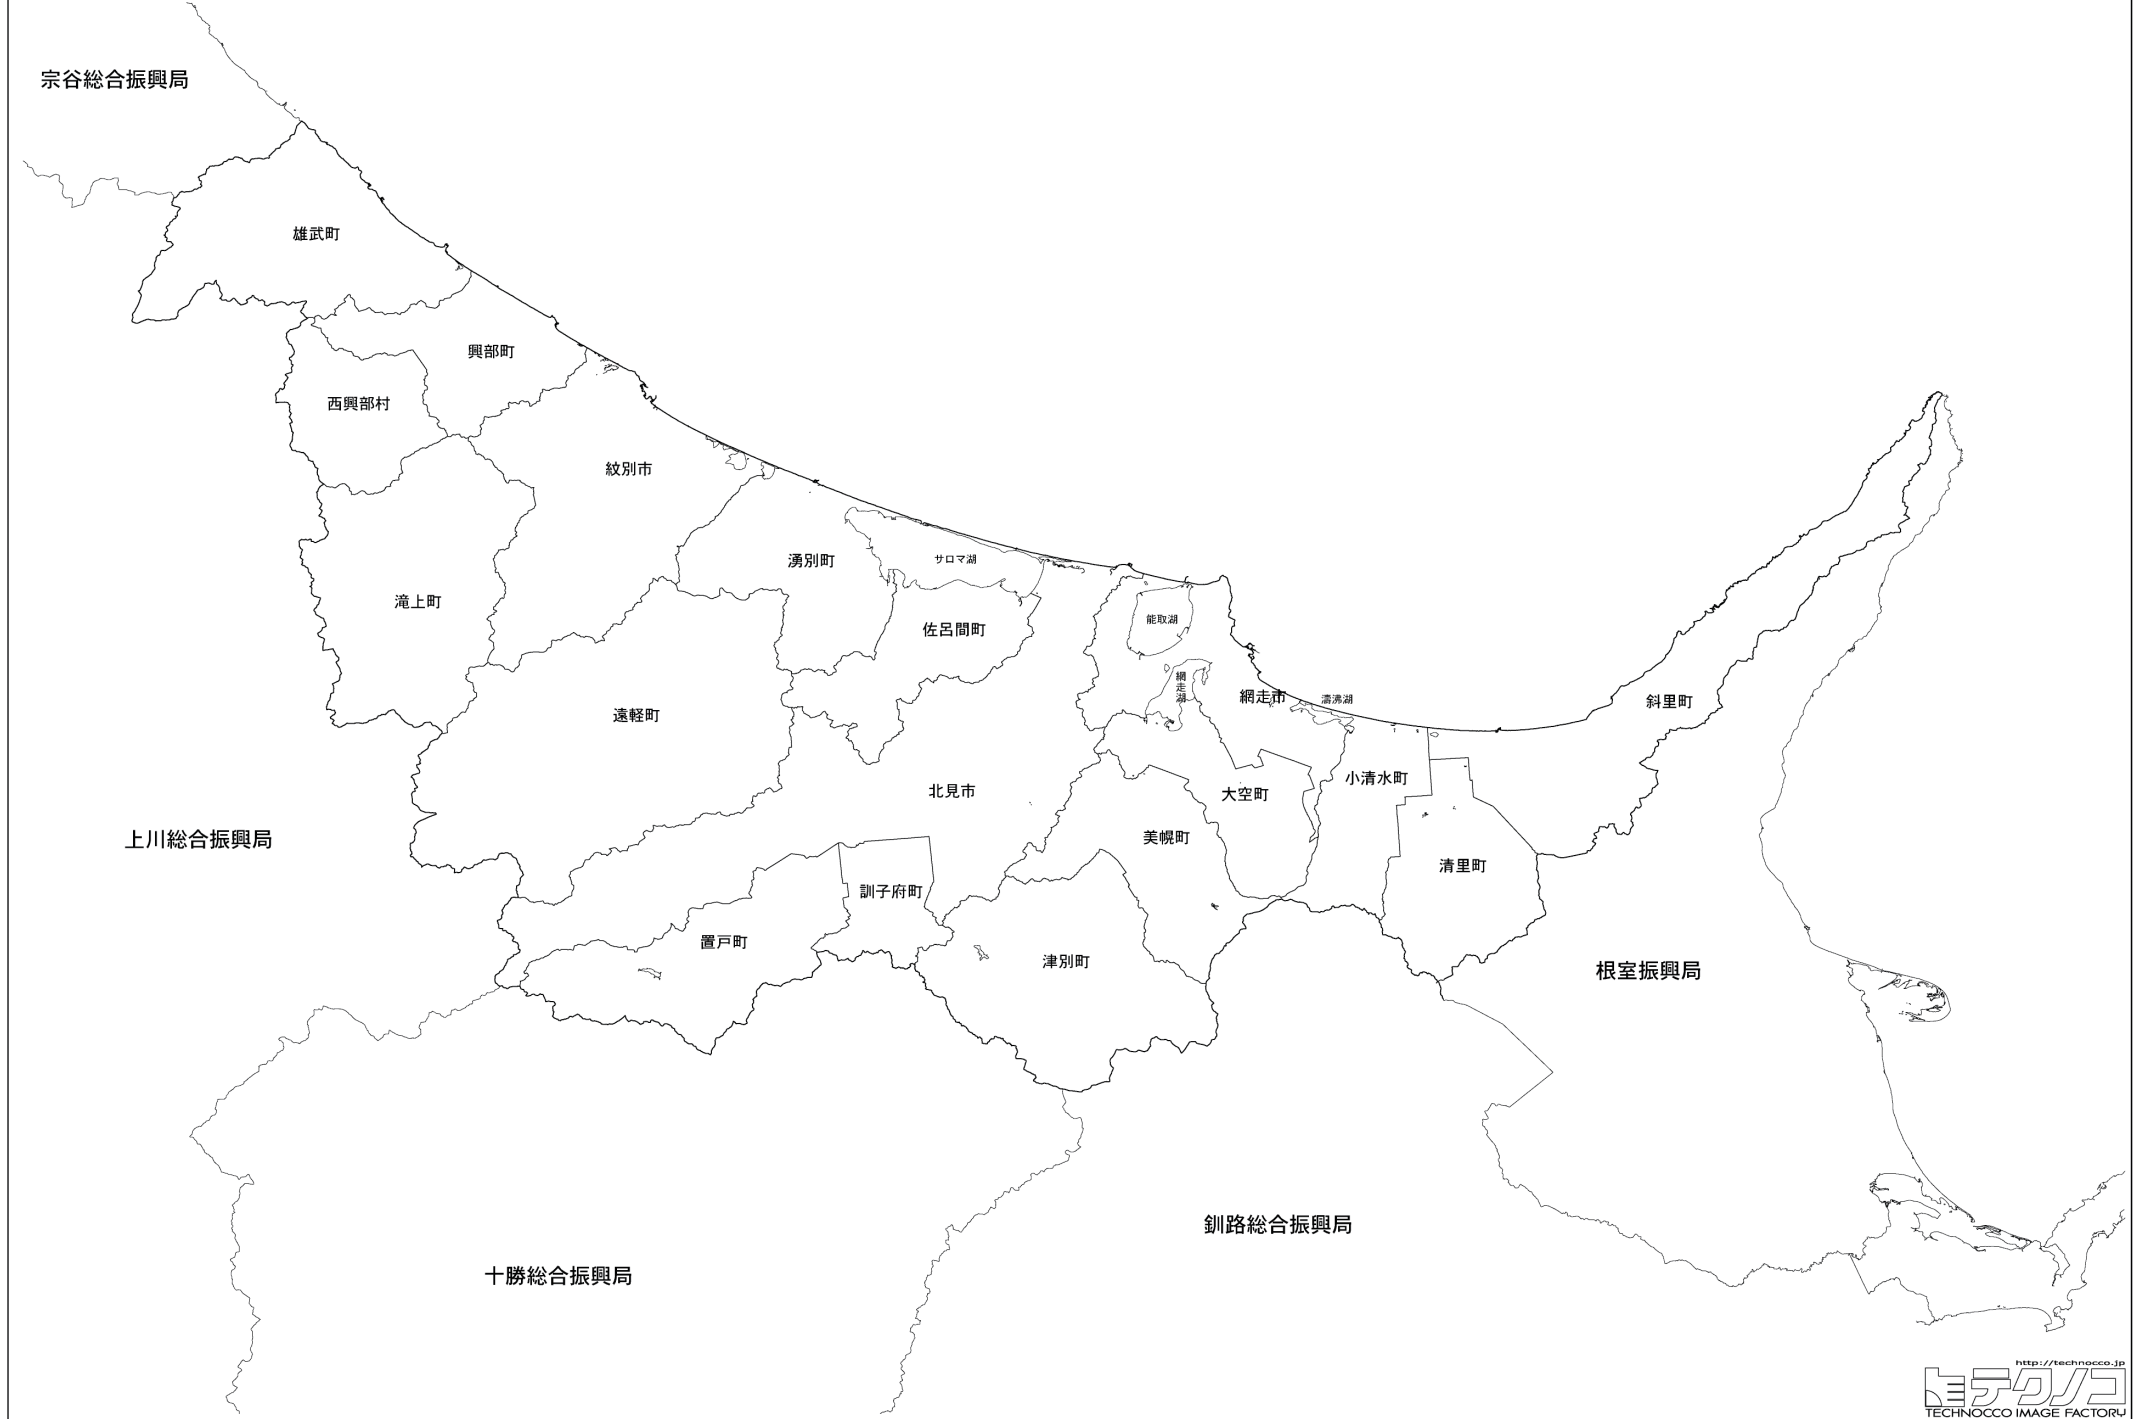 宗谷総合振興局
雄武町
興部町
西興部村
紋別市
湧別町
サロマ湖
滝上町
能取湖
佐呂間町
網走湖
網走市
濤沸湖
斜里町
遠軽町
小清水町
北見市
大空町
上川総合振興局
美幌町
清里町
訓子府町
置戸町
津別町
根室振興局
釧路総合振興局
十勝総合振興局
http://technocco.jp
テクノコ
TECHNOCCO IMAGE FACTORY